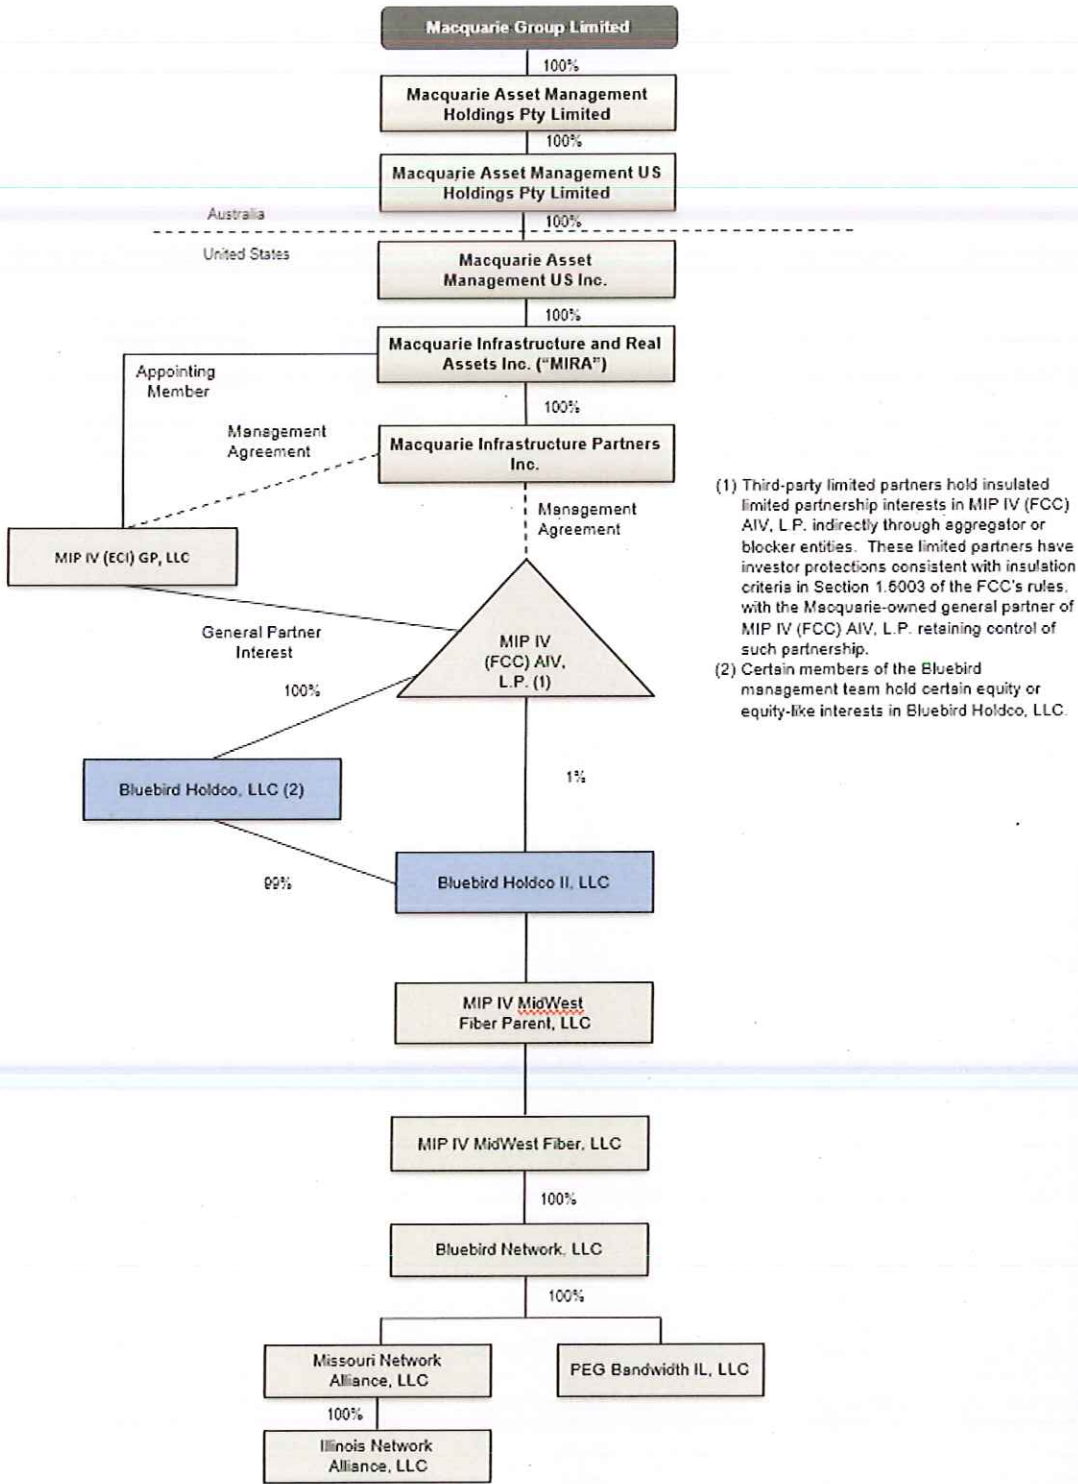 Macquarie Group Limited
100%
Macquarie Asset Management
Holdings Pty Limited
100%
Macquarie Asset Management US
Holdings Pty Limited
Australia
100%
United States
Macquarie Asset
Management US Inc.
100%
Macquarie Infrastructure and Real
Assets Inc. (“MIRA”)
Appointing
Member
100%
Management
Agreement
Macquarie Infrastructure Partners
Inc.
Management
Agreement
MIP IV (ECI) GP, LLC
General Partner
Interest
MIP IV
(FCC) AIV,
L.P. (1)
100%
(1) Third-party limited partners hold insulated
limited partnership interests in MIP IV (FCC)
AIV, L.P. indirectly through aggregator or
blocker entities. These limited partners have
investor protections consistent with insulation
criteria in Section 1.5003 of the FCC's rules,
with the Macquarie-owned general partner of
MIP IV (FCC) AIV, L.P. retaining control of
such partnership.
(2) Certain members of the Bluebird
management team hold certain equity or
equity-like interests in Bluebird Holdco, LLC.
Bluebird Holdco, LLC (2)
1%
99%
Bluebird Holdco II, LLC
MIP IV MidWest
Fiber Parent, LLC
MIP IV MidWest Fiber, LLC
100%
Bluebird Network, LLC
100%
Missouri Network
Alliance, LLC
PEG Bandwidth IL, LLC
100%
Illinois Network
Alliance, LLC